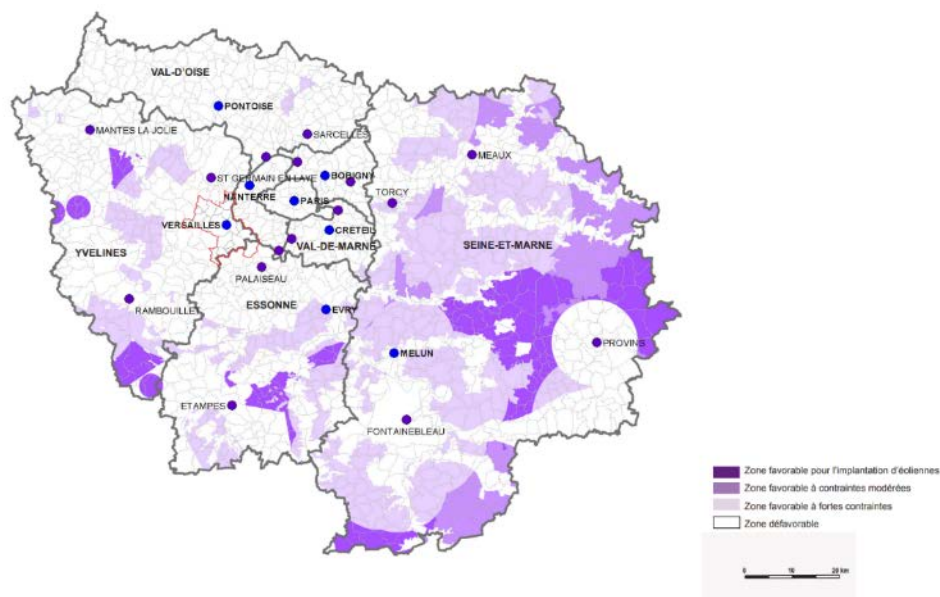 VAL-D'OISE
PONTOISE
MANTES LA JOLIE
SARCELLES
MEAUX
ST GERMAIN EN LAYE
BOBIGNY
NANTERRE
TORCY
PARIS
VERSAILLES
CRETEIL
VAL-DE-MARNE
SEINE-ET-MARNE
YVELINES
PALAISEAU
RAMBOUILLET
ESSONNE
EVRY
PROVINS
MELUN
ETAMPES
FONTAINEBLEAU
Zone favorable pour l'implantation d'éoliennes
Zone favorable à contraintes modérées
Zone favorable à fortes contraintes
Zone défavorable
0 10 20 km